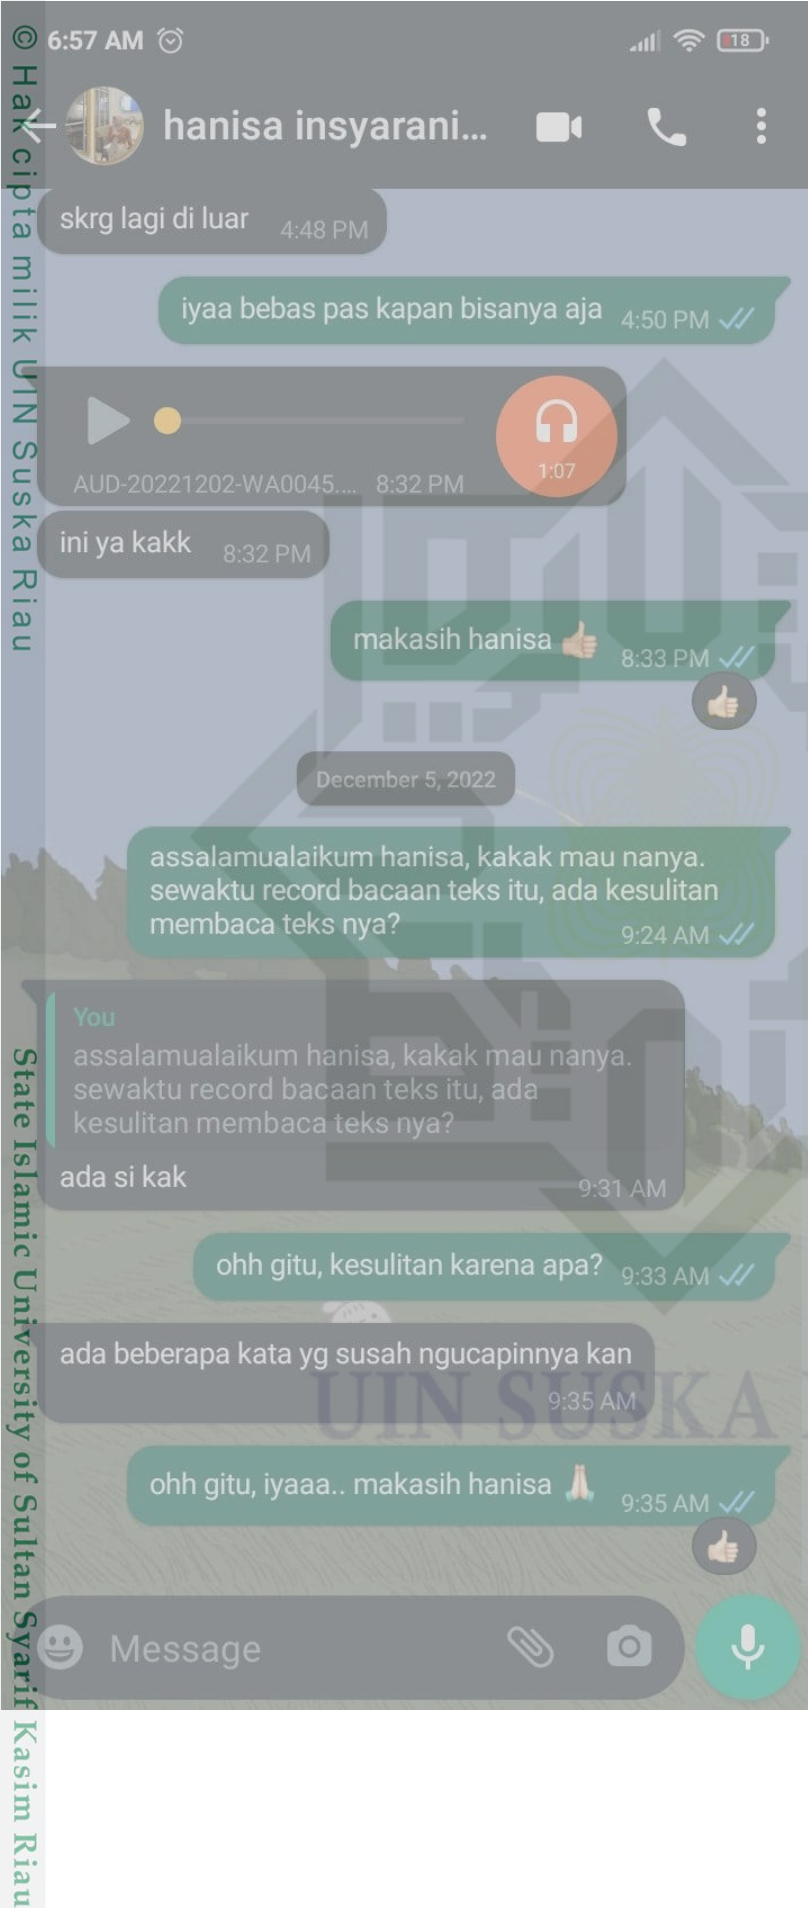 6:57 AM
18
hanisa insyarani...
skrg lagi di luar 4:48 PM
iyaa bebas pas kapan bisanya aja 4:50 PM
1:07
AUD-20221202-WA0045.... 8:32 PM
ini ya kakk 8:32 PM
makasih hanisa 👍🏻 8:33 PM
👍🏻
December 5, 2022
assalamualaikum hanisa, kakak mau nanya.
sewaktu record bacaan teks itu, ada kesulitan
membaca teks nya? 9:24 AM
You
assalamualaikum hanisa, kakak mau nanya.
sewaktu record bacaan teks itu, ada
kesulitan membaca teks nya?
ada si kak 9:31 AM
ohh gitu, kesulitan karena apa? 9:33 AM
ada beberapa kata yg susah ngucapinnya kan
9:35 AM
ohh gitu, iyaaa.. makasih hanisa 🙏🏻 9:35 AM
👍🏻
Message
© Hak cipta milik UIN Suska Riau
State Islamic University of Sultan Syarif Kasim Riau
UIN SUSKA